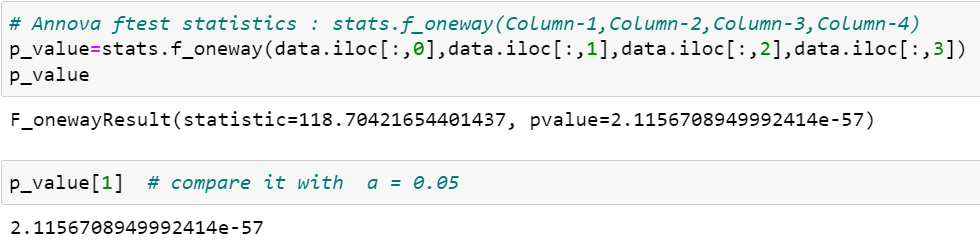 # Annova ftest statistics : stats.f_oneway(Column-1,Column-2,Column-3,Column-4)
p_value=stats.f_oneway(data.iloc[:,0],data.iloc[:,1],data.iloc[:,2],data.iloc[:,3])
p_value
F_onewayResult(statistic=118.70421654401437, pvalue=2.1156708949992414e-57)
p_value[1]  # compare it with  a = 0.05
2.1156708949992414e-57